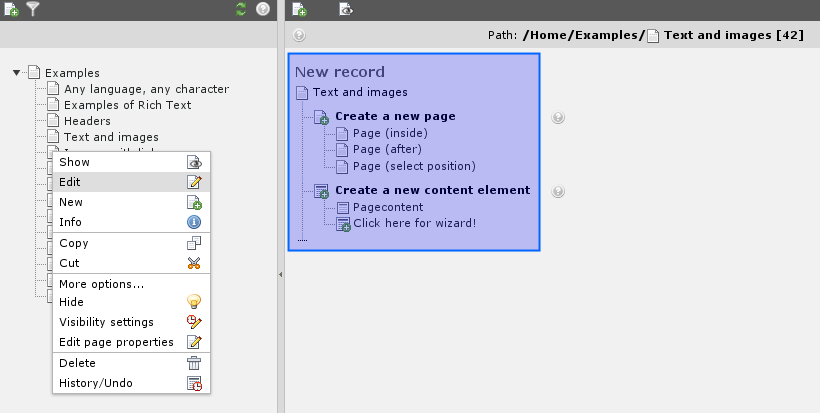 Path: /Home/Examples/ Text and images [42]
Examples
Any language, any character
Examples of Rich Text
Headers
Text and images
Show
Edit
New
Info
Copy
Cut
More options...
Hide
Visibility settings
Edit page properties
Delete
History/Undo
New record
Text and images
Create a new page
Page (inside)
Page (after)
Page (select position)
Create a new content element
Pagecontent
Click here for wizard!